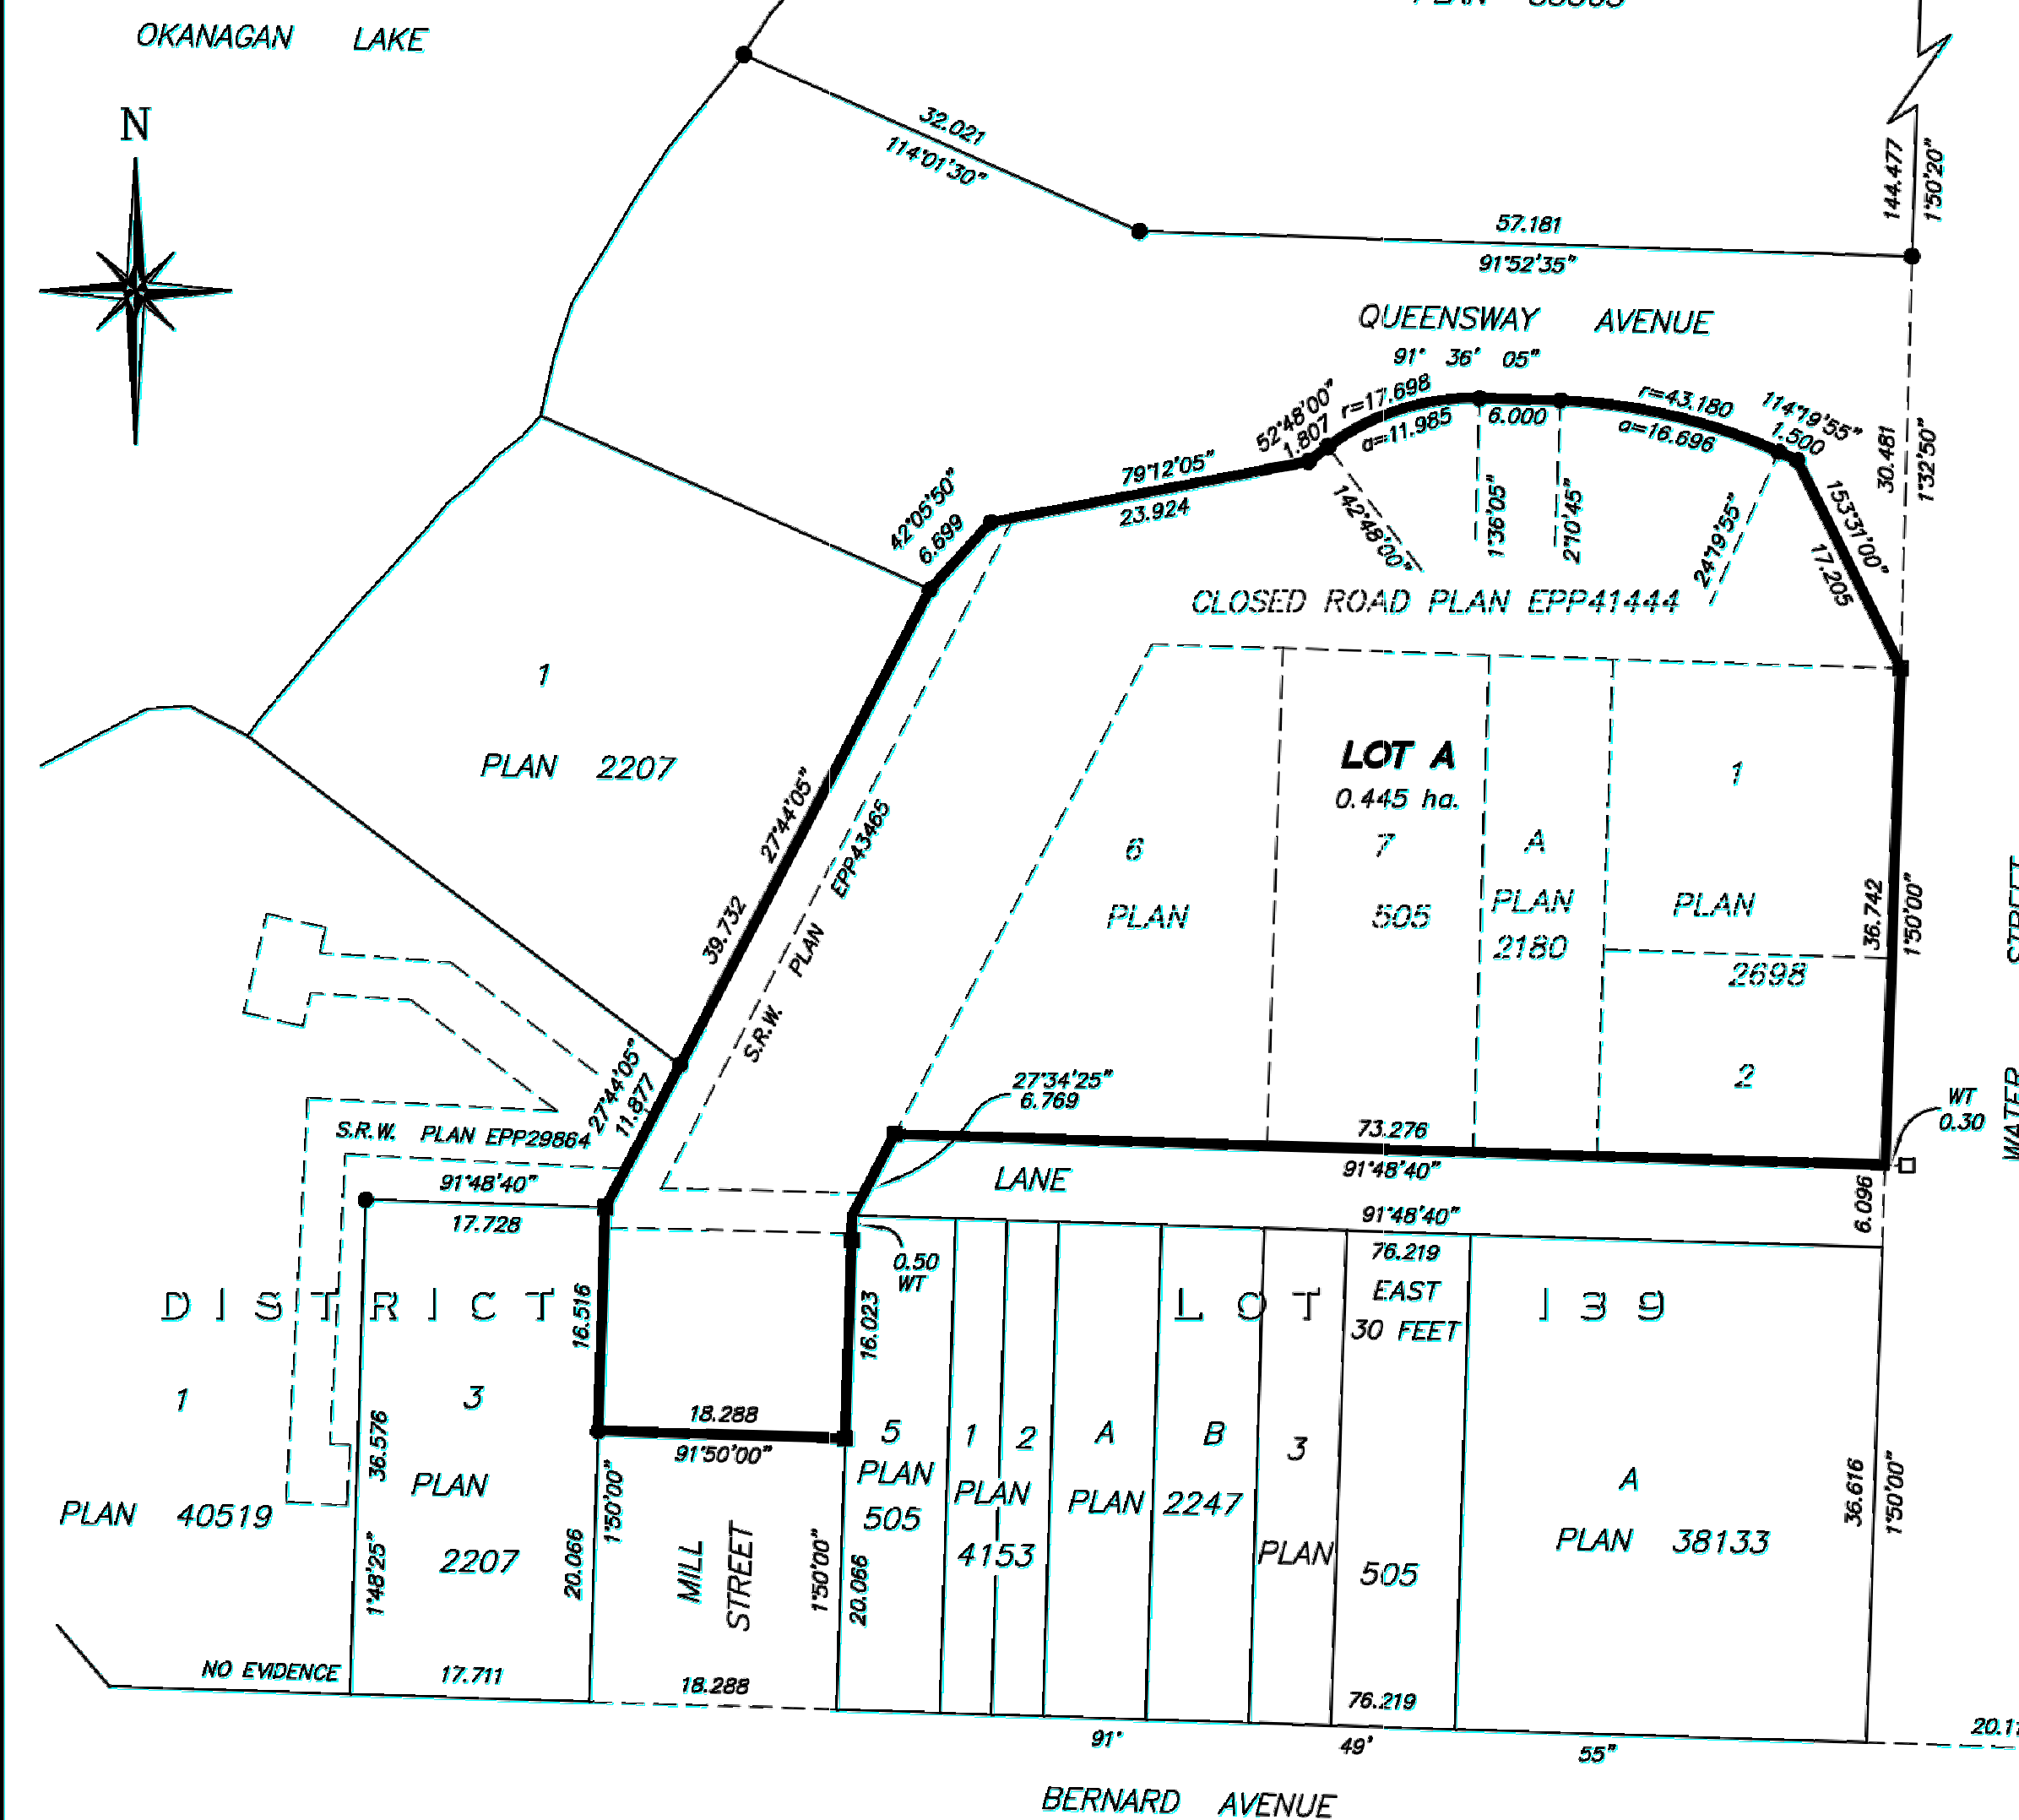 OKANAGAN LAKE
N
32.021
114°01'30"
57.181
91°52'35"
144.477
1°50'20"
QUEENSWAY AVENUE
91° 36' 05"
52°48'00"
1.807
r=17.698
a=11.985
6.000
r=43.180
a=16.696
114°19'55"
1.500
30.481
1°32'50"
79°12'05"
23.924
42°05'50"
6.699
142°48'00"
1°36'05"
2°10'45"
24°19'55"
153°31'00"
17.205
CLOSED ROAD PLAN EPP41444
1
PLAN 2207
LOT A
0.445 ha.
6
PLAN
7
505
A
PLAN
2180
1
PLAN
2698
2
36.742
1°50'00"
27°44'05"
39.732
S.R.W. PLAN EPP43465
27°44'05"
11.877
27°34'25"
6.769
WT
0.30
WATER STREET
S.R.W. PLAN EPP29864
91°48'40"
17.728
LANE
73.276
91°48'40"
6.096
91°48'40"
76.219
0.50
WT
EAST
30 FEET
DISTRICT LOT 139
16.516
16.023
1
PLAN 40519
3
PLAN
2207
36.576
1°48'25"
18.288
91°50'00"
20.066
1°50'00"
MILL
STREET
1°50'00"
20.066
5
PLAN
505
1 2
PLAN
4153
A B
PLAN 2247
3
PLAN
505
A
PLAN 38133
36.616
1°50'00"
NO EVIDENCE
17.711
18.288
76.219
91° 49' 55"
BERNARD AVENUE